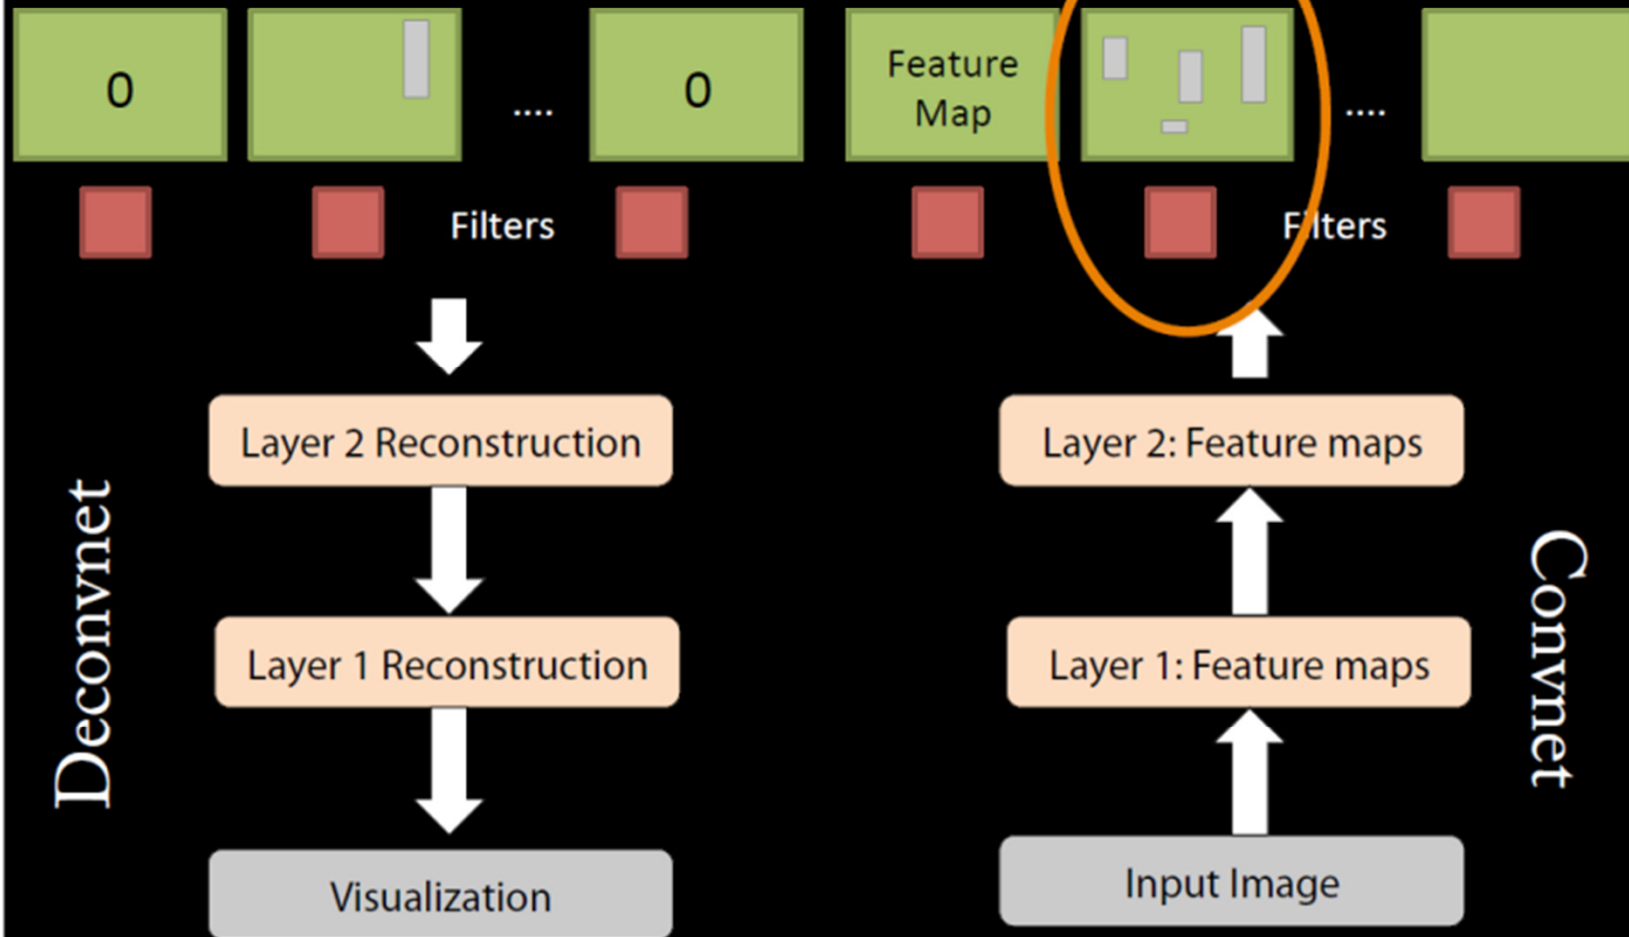 0
....
0
Feature
Map
....
Filters
Filters
Layer 2 Reconstruction
Layer 2: Feature maps
Deconvnet
Convnet
Layer 1 Reconstruction
Layer 1: Feature maps
Visualization
Input Image